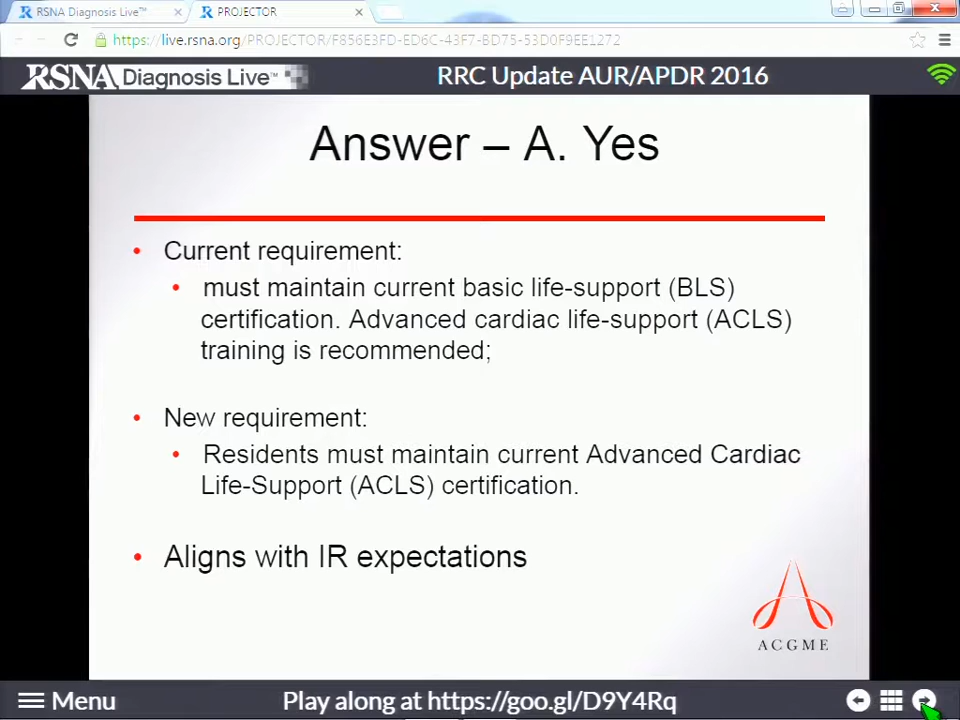 RSNA Diagnosis Live™
PROJECTOR
https://live.rsna.org/PROJECTOR/F856E3FD-ED6C-43F7-BD75-53D0F9EE1272
RSNA Diagnosis Live™
RRC Update AUR/APDR 2016
Answer – A. Yes
• Current requirement:
• must maintain current basic life-support (BLS)
certification. Advanced cardiac life-support (ACLS)
training is recommended;
• New requirement:
• Residents must maintain current Advanced Cardiac
Life-Support (ACLS) certification.
• Aligns with IR expectations
ACGME
Menu
Play along at https://goo.gl/D9Y4Rq